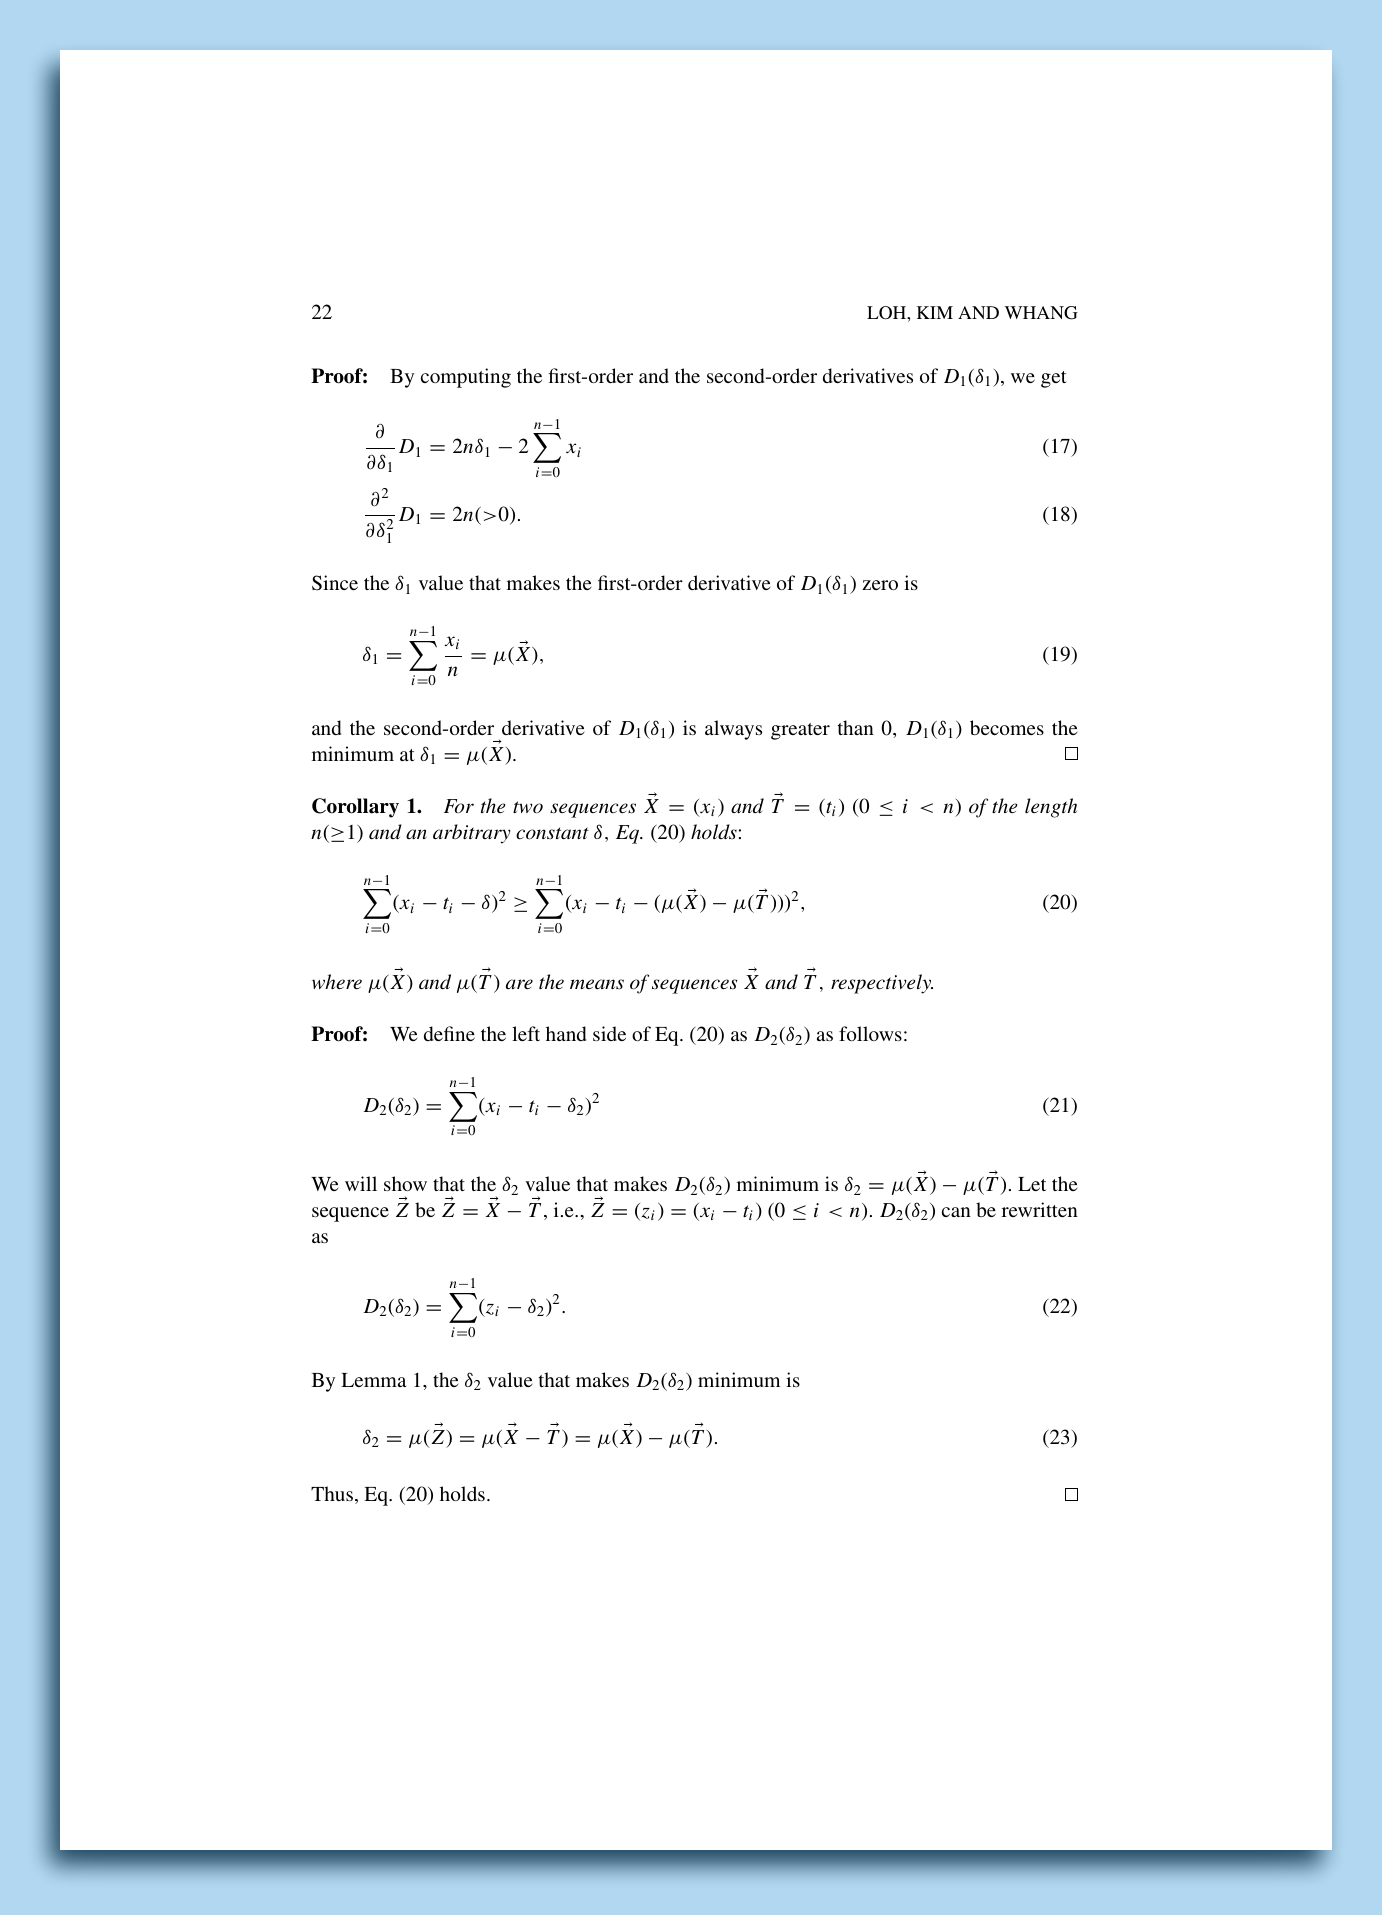 22 LOH, KIM AND WHANG
Proof: By computing the first-order and the second-order derivatives of $D_1(\delta_1)$, we get
$\frac{\partial}{\partial \delta_1} D_1 = 2n\delta_1 - 2 \sum_{i=0}^{n-1} x_i$ (17)
$\frac{\partial^2}{\partial \delta_1^2} D_1 = 2n(>0).$ (18)
Since the $\delta_1$ value that makes the first-order derivative of $D_1(\delta_1)$ zero is
$\delta_1 = \sum_{i=0}^{n-1} \frac{x_i}{n} = \mu(\vec{X}),$ (19)
and the second-order derivative of $D_1(\delta_1)$ is always greater than 0, $D_1(\delta_1)$ becomes the
minimum at $\delta_1 = \mu(\vec{X})$. □
Corollary 1. For the two sequences $\vec{X} = (x_i)$ and $\vec{T} = (t_i)$ $(0 \leq i < n)$ of the length
$n(\geq 1)$ and an arbitrary constant $\delta$, Eq. (20) holds:
$\sum_{i=0}^{n-1} (x_i - t_i - \delta)^2 \geq \sum_{i=0}^{n-1} (x_i - t_i - (\mu(\vec{X}) - \mu(\vec{T})))^2,$ (20)
where $\mu(\vec{X})$ and $\mu(\vec{T})$ are the means of sequences $\vec{X}$ and $\vec{T}$, respectively.
Proof: We define the left hand side of Eq. (20) as $D_2(\delta_2)$ as follows:
$D_2(\delta_2) = \sum_{i=0}^{n-1} (x_i - t_i - \delta_2)^2$ (21)
We will show that the $\delta_2$ value that makes $D_2(\delta_2)$ minimum is $\delta_2 = \mu(\vec{X}) - \mu(\vec{T})$. Let the
sequence $\vec{Z}$ be $\vec{Z} = \vec{X} - \vec{T}$, i.e., $\vec{Z} = (z_i) = (x_i - t_i)$ $(0 \leq i < n)$. $D_2(\delta_2)$ can be rewritten
as
$D_2(\delta_2) = \sum_{i=0}^{n-1} (z_i - \delta_2)^2.$ (22)
By Lemma 1, the $\delta_2$ value that makes $D_2(\delta_2)$ minimum is
$\delta_2 = \mu(\vec{Z}) = \mu(\vec{X} - \vec{T}) = \mu(\vec{X}) - \mu(\vec{T}).$ (23)
Thus, Eq. (20) holds. □